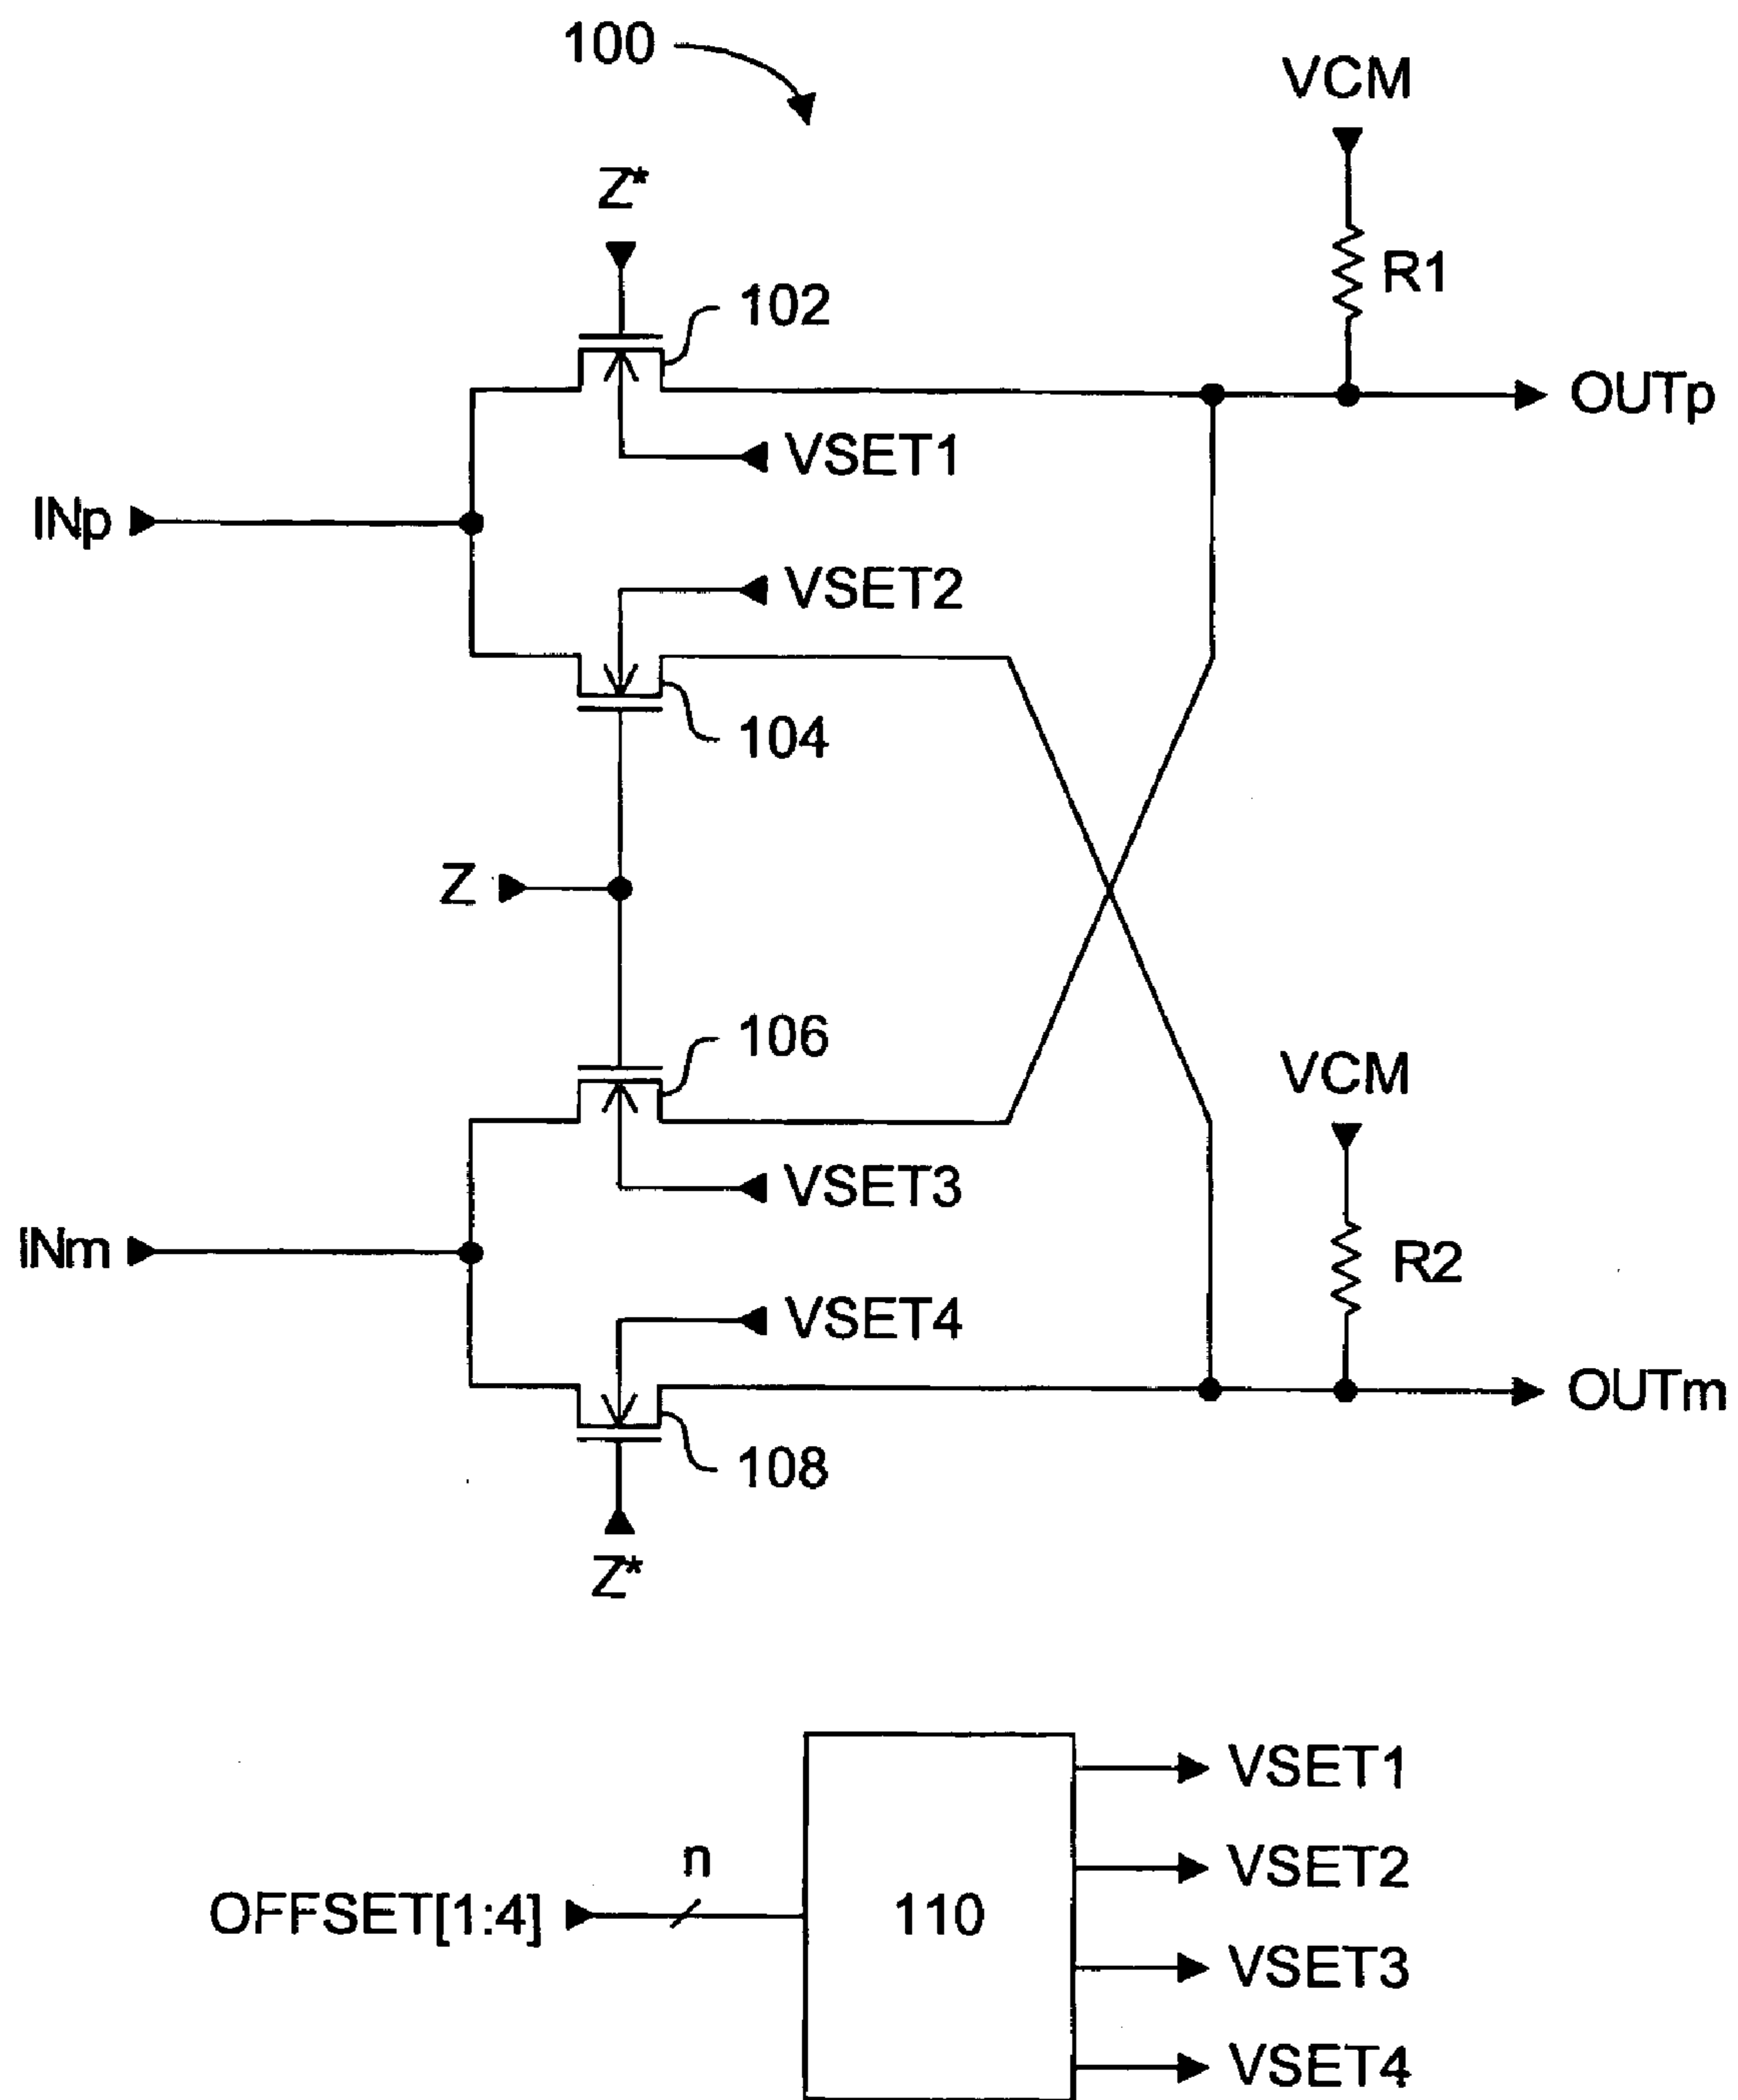 100
VCM
Z*
R1
102
OUTp
VSET1
INp
VSET2
104
Z
106
VCM
VSET3
INm
R2
VSET4
OUTm
108
Z*
VSET1
n
VSET2
OFFSET[1:4]
110
VSET3
VSET4